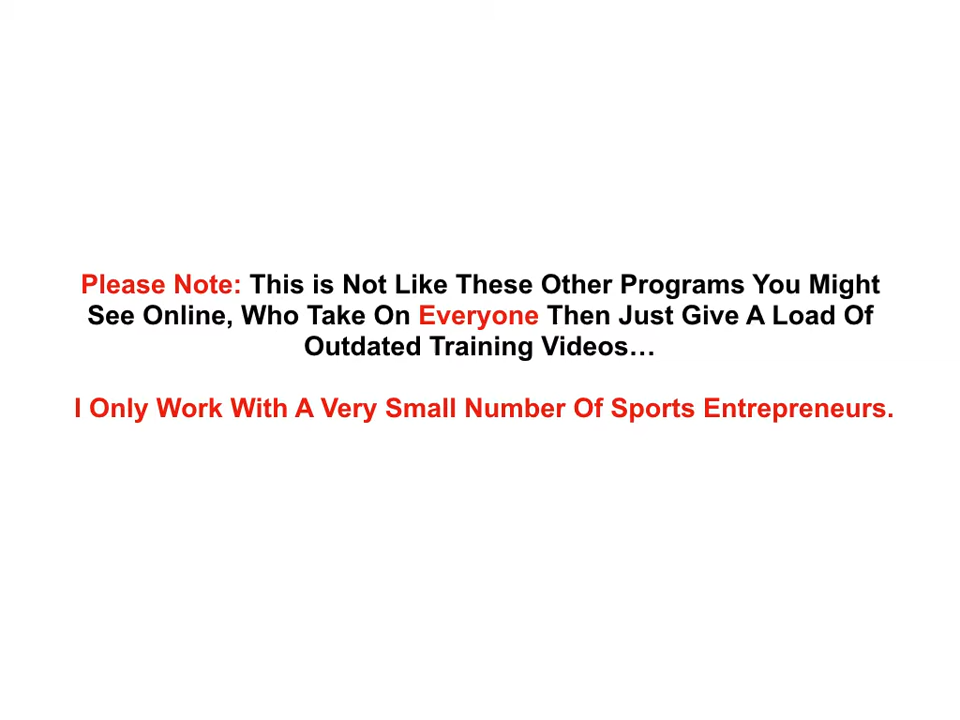 Please Note: This is Not Like These Other Programs You Might
See Online, Who Take On Everyone Then Just Give A Load Of
Outdated Training Videos…
I Only Work With A Very Small Number Of Sports Entrepreneurs.